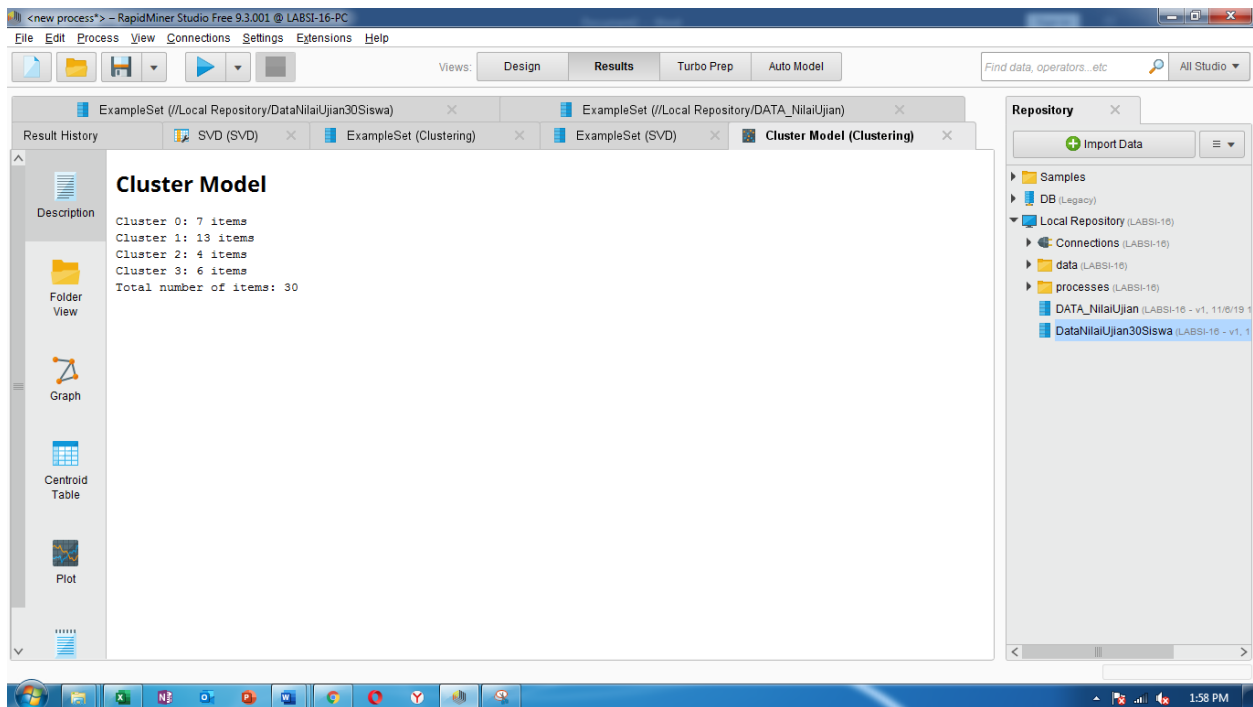 <new process*> – RapidMiner Studio Free 9.3.001 @ LABSI-16-PC
File Edit Process View Connections Settings Extensions Help
Views: Design Results Turbo Prep Auto Model
Find data, operators...etc
All Studio
ExampleSet (//Local Repository/DataNilaiUjian30Siswa)
ExampleSet (//Local Repository/DATA_NilaiUjian)
Result History
SVD (SVD)
ExampleSet (Clustering)
ExampleSet (SVD)
Cluster Model (Clustering)
Description
Folder
View
Graph
Centroid
Table
Plot
Cluster Model
Cluster 0: 7 items
Cluster 1: 13 items
Cluster 2: 4 items
Cluster 3: 6 items
Total number of items: 30
Repository
Import Data
Samples
DB (Legacy)
Local Repository (LABSI-16)
Connections (LABSI-16)
data (LABSI-16)
processes (LABSI-16)
DATA_NilaiUjian (LABSI-16 - v1, 11/6/19 1
DataNilaiUjian30Siswa (LABSI-16 - v1, 1
1:58 PM